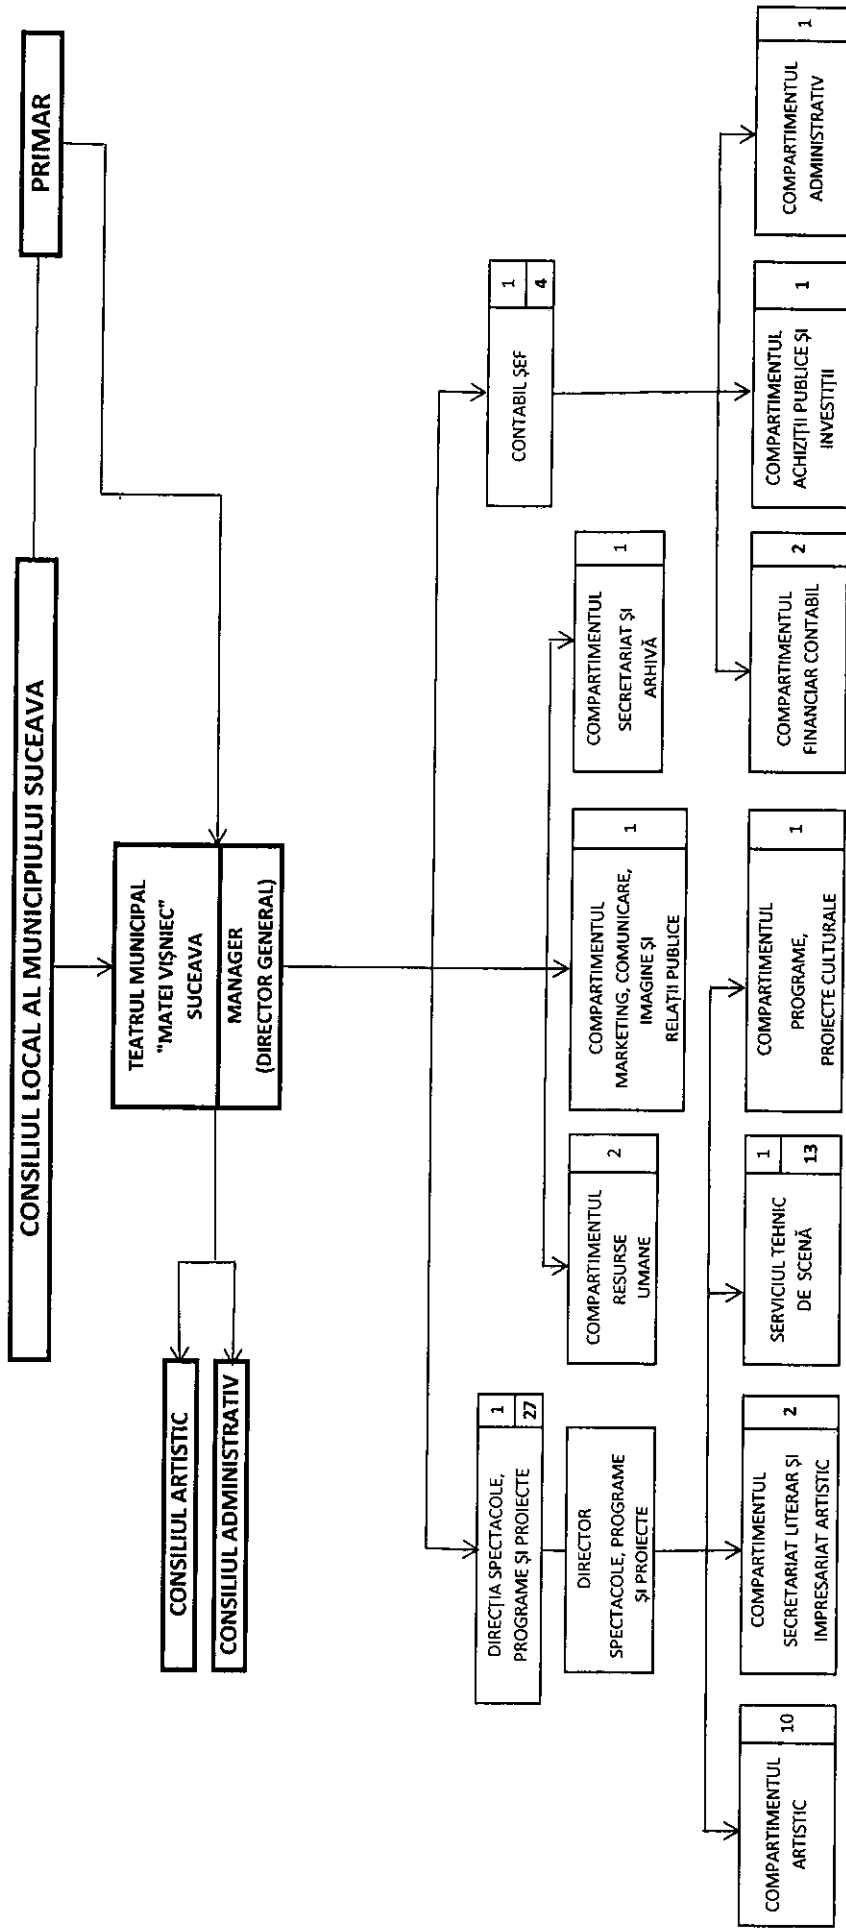 CONSILIUL LOCAL AL MUNICIPIULUI SUCEAVA
PRIMAR
TEATRUL MUNICIPAL
"MATEI VIȘNIEC"
SUCEAVA
MANAGER
(DIRECTOR GENERAL)
CONSILIUL ARTISTIC
CONSILIUL ADMINISTRATIV
DIRECȚIA SPECTACOLE,
PROGRAME ȘI PROIECTE
1
27
DIRECTOR
SPECTACOLE, PROGRAME
ȘI PROIECTE
CONTABIL ȘEF
1
4
COMPARTIMENTUL
RESURSE
UMANE
2
COMPARTIMENTUL
MARKETING, COMUNICARE,
IMAGINE ȘI
RELAȚII PUBLICE
1
COMPARTIMENTUL
SECRETARIAT ȘI
ARHIVĂ
1
COMPARTIMENTUL
ARTISTIC
10
COMPARTIMENTUL
SECRETARIAT LITERAR ȘI
IMPRESARIAT ARTISTIC
2
SERVICIUL TEHNIC
DE SCENĂ
1
13
COMPARTIMENTUL
PROGRAME,
PROIECTE CULTURALE
1
COMPARTIMENTUL
FINANCIAR CONTABIL
2
COMPARTIMENTUL
ACHIZIȚII PUBLICE ȘI
INVESTIȚII
1
COMPARTIMENTUL
ADMINISTRATIV
1